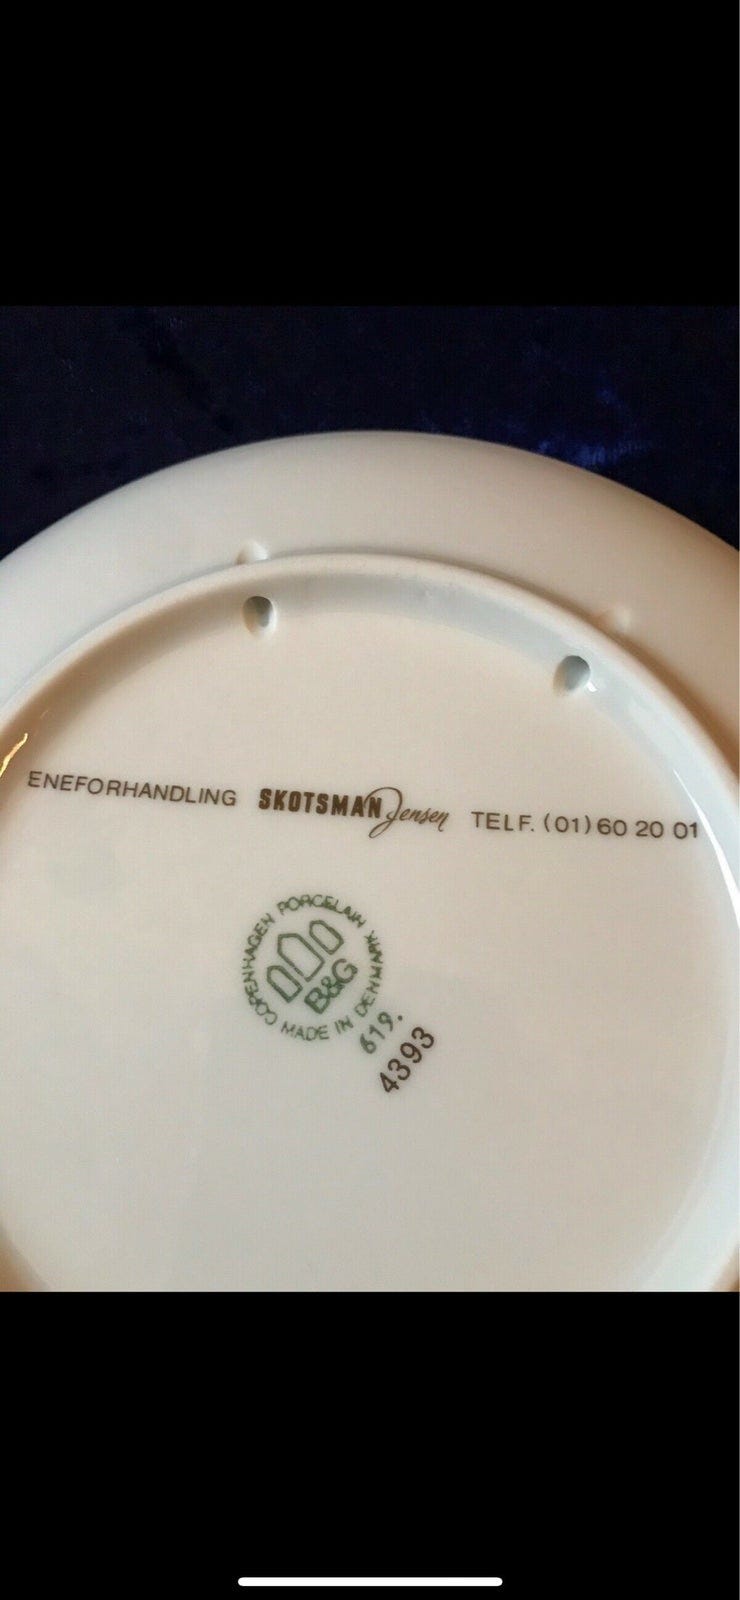 ENEFORHANDLING SKOTSMAN Jensen TELF. (01) 60 20 01
COPENHAGEN PORCELAIN
B&G
MADE IN DENMARK
619.
4393